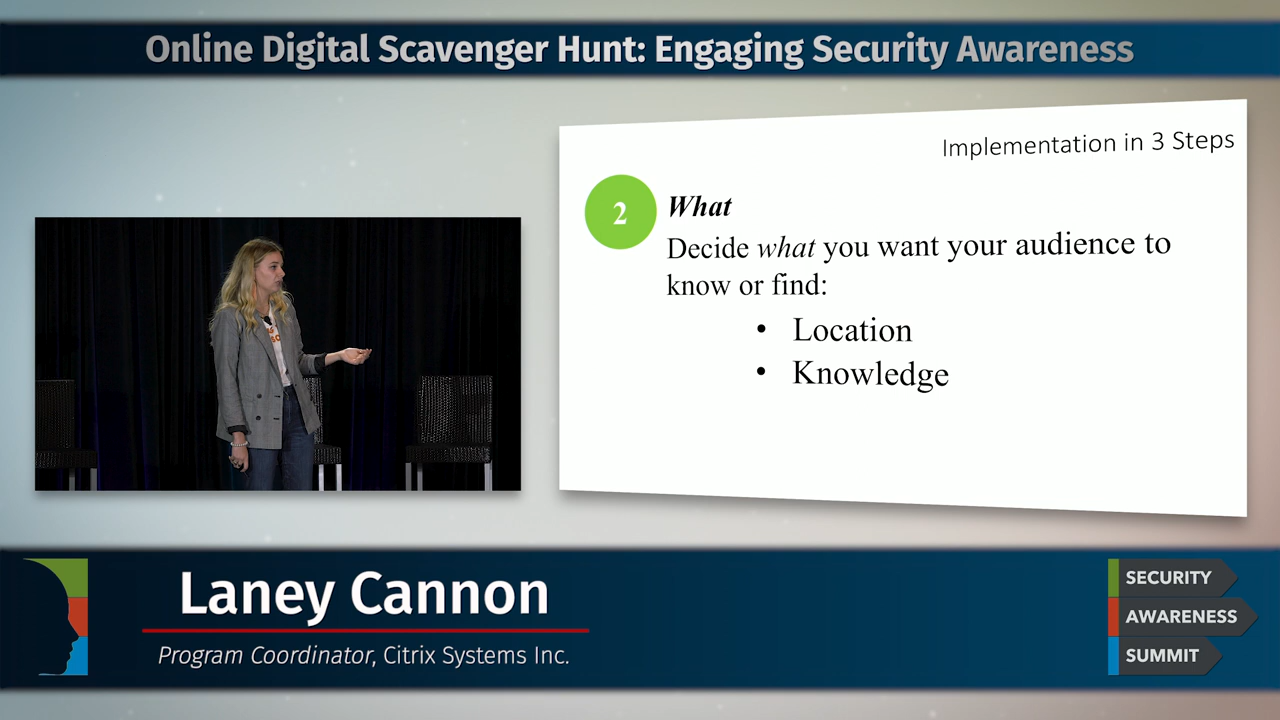 Online Digital Scavenger Hunt: Engaging Security Awareness
Implementation in 3 Steps
2
What
Decide what you want your audience to
know or find:
• Location
• Knowledge
Laney Cannon
Program Coordinator, Citrix Systems Inc.
SECURITY
AWARENESS
SUMMIT